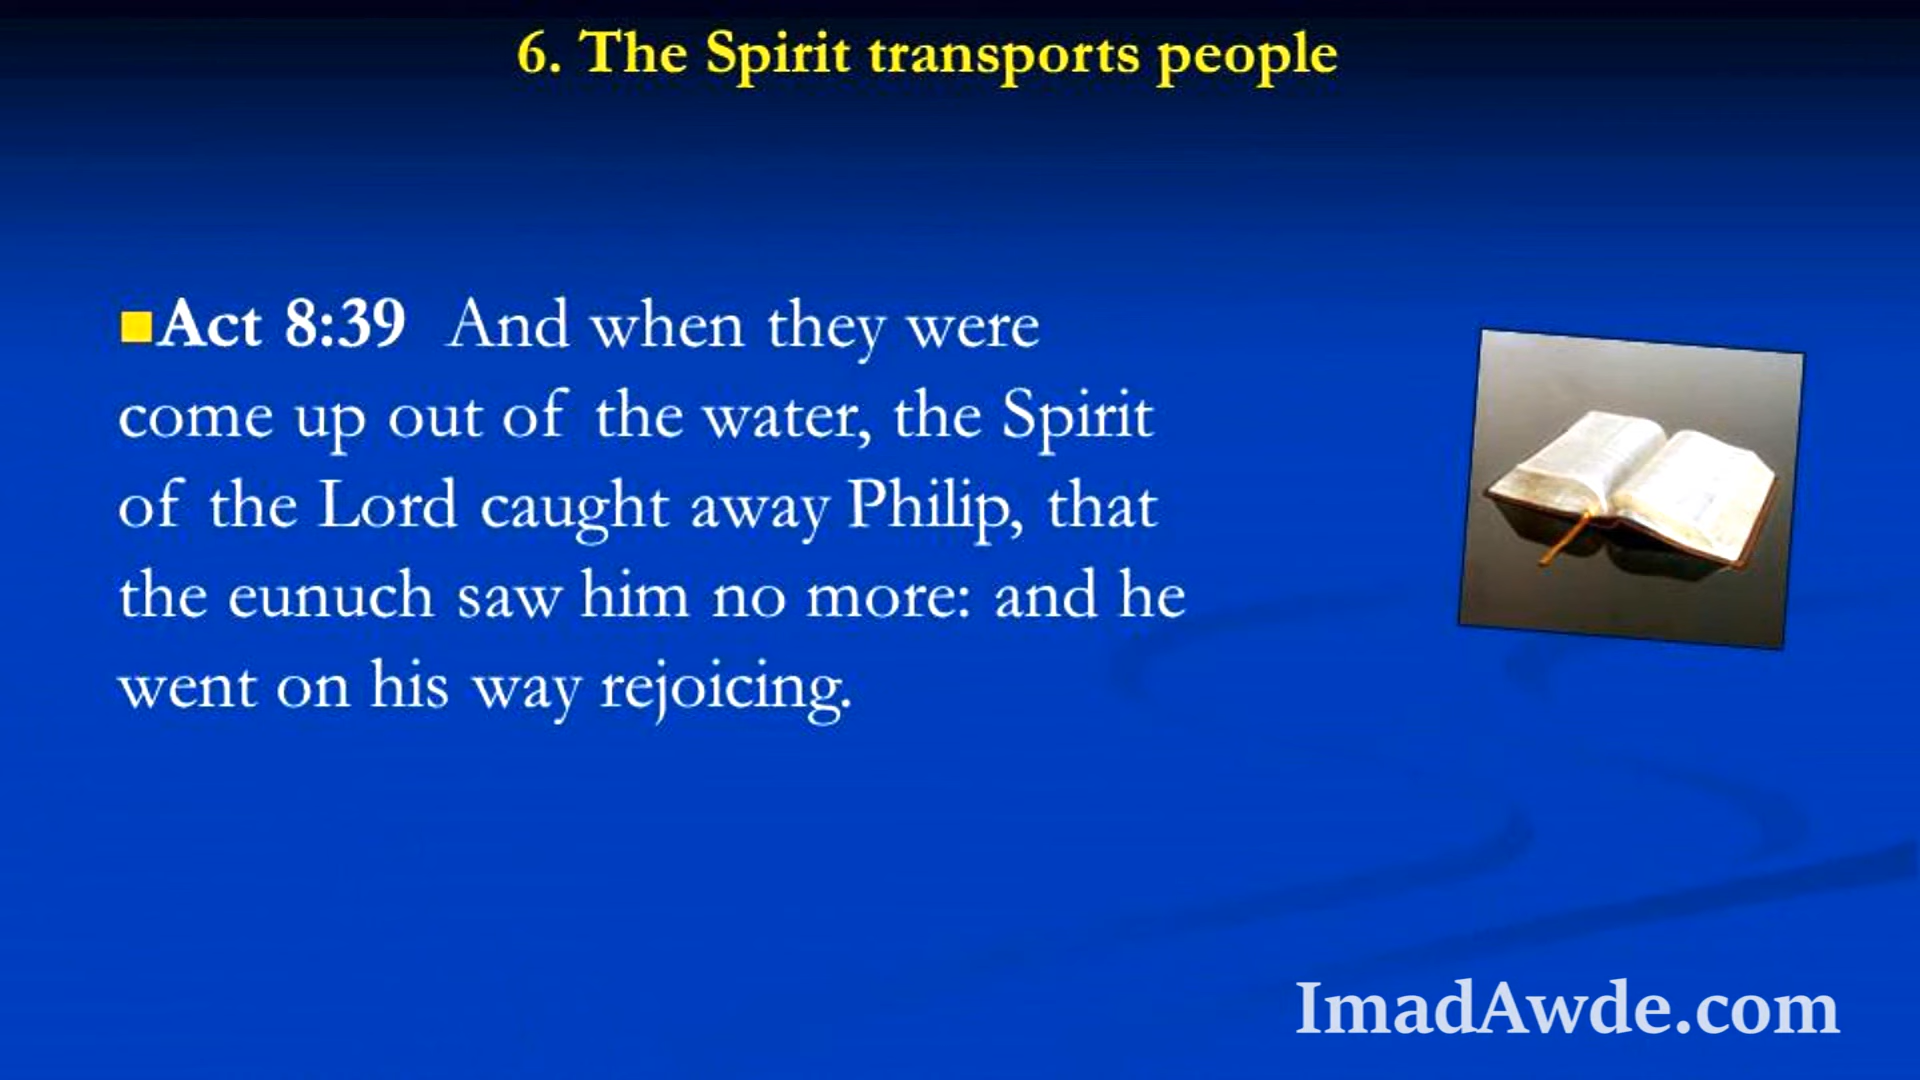 6. The Spirit transports people
Act 8:39 And when they were
come up out of the water, the Spirit
of the Lord caught away Philip, that
the eunuch saw him no more: and he
went on his way rejoicing.
ImadAwde.com